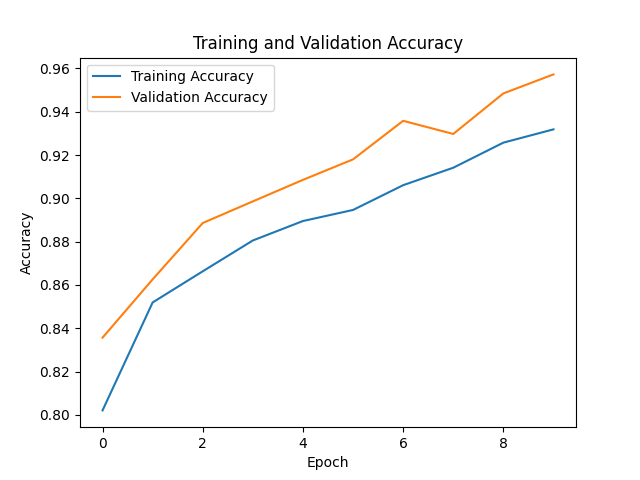 Training and Validation Accuracy
Training Accuracy
Validation Accuracy
Accuracy
0.96
0.94
0.92
0.90
0.88
0.86
0.84
0.82
0.80
0 2 4 6 8
Epoch